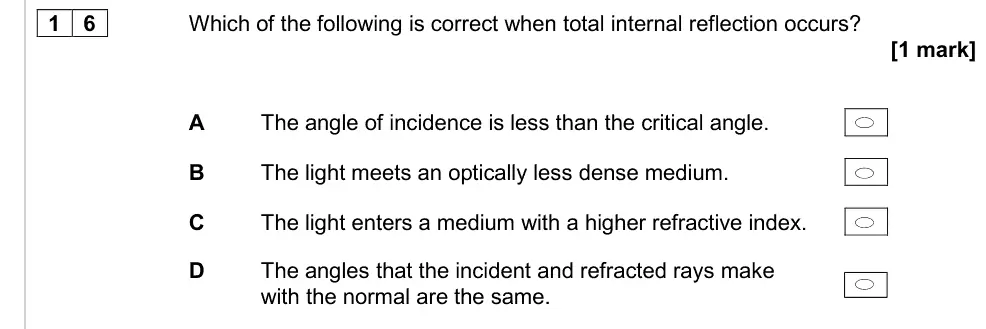 1 6 Which of the following is correct when total internal reflection occurs?
[1 mark]
A The angle of incidence is less than the critical angle.
B The light meets an optically less dense medium.
C The light enters a medium with a higher refractive index.
D The angles that the incident and refracted rays make
with the normal are the same.